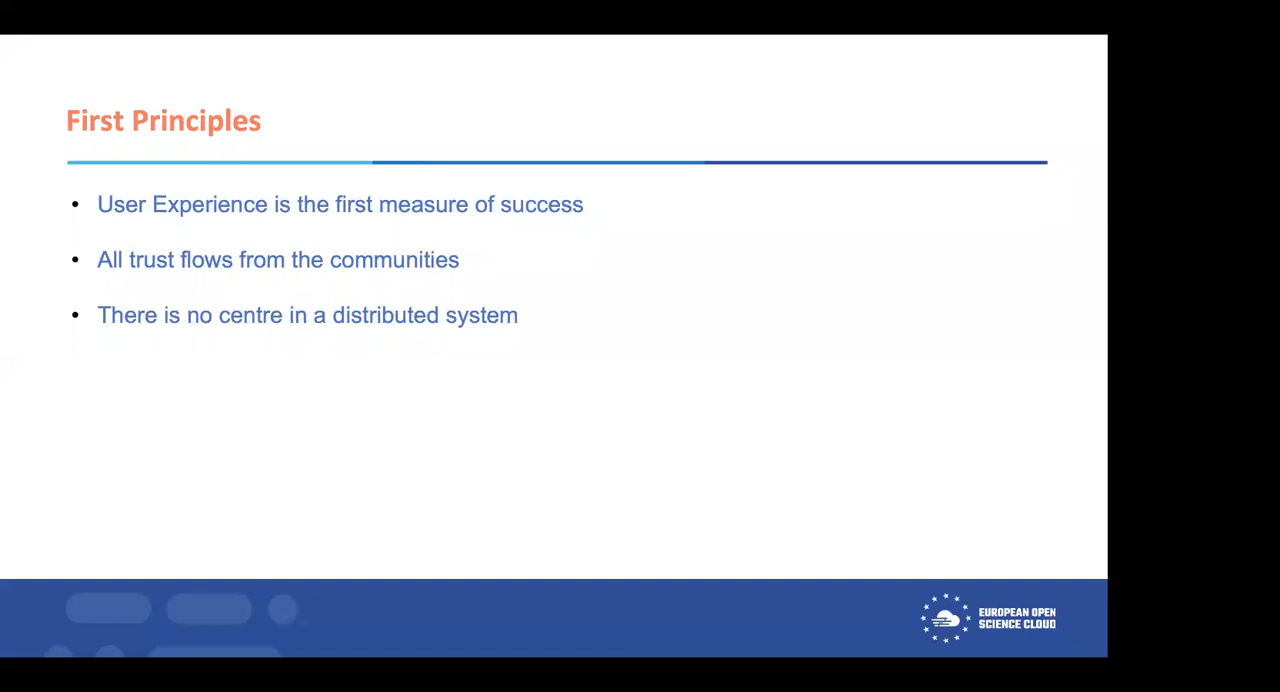 First Principles
• User Experience is the first measure of success
• All trust flows from the communities
• There is no centre in a distributed system
EUROPEAN OPEN
SCIENCE CLOUD